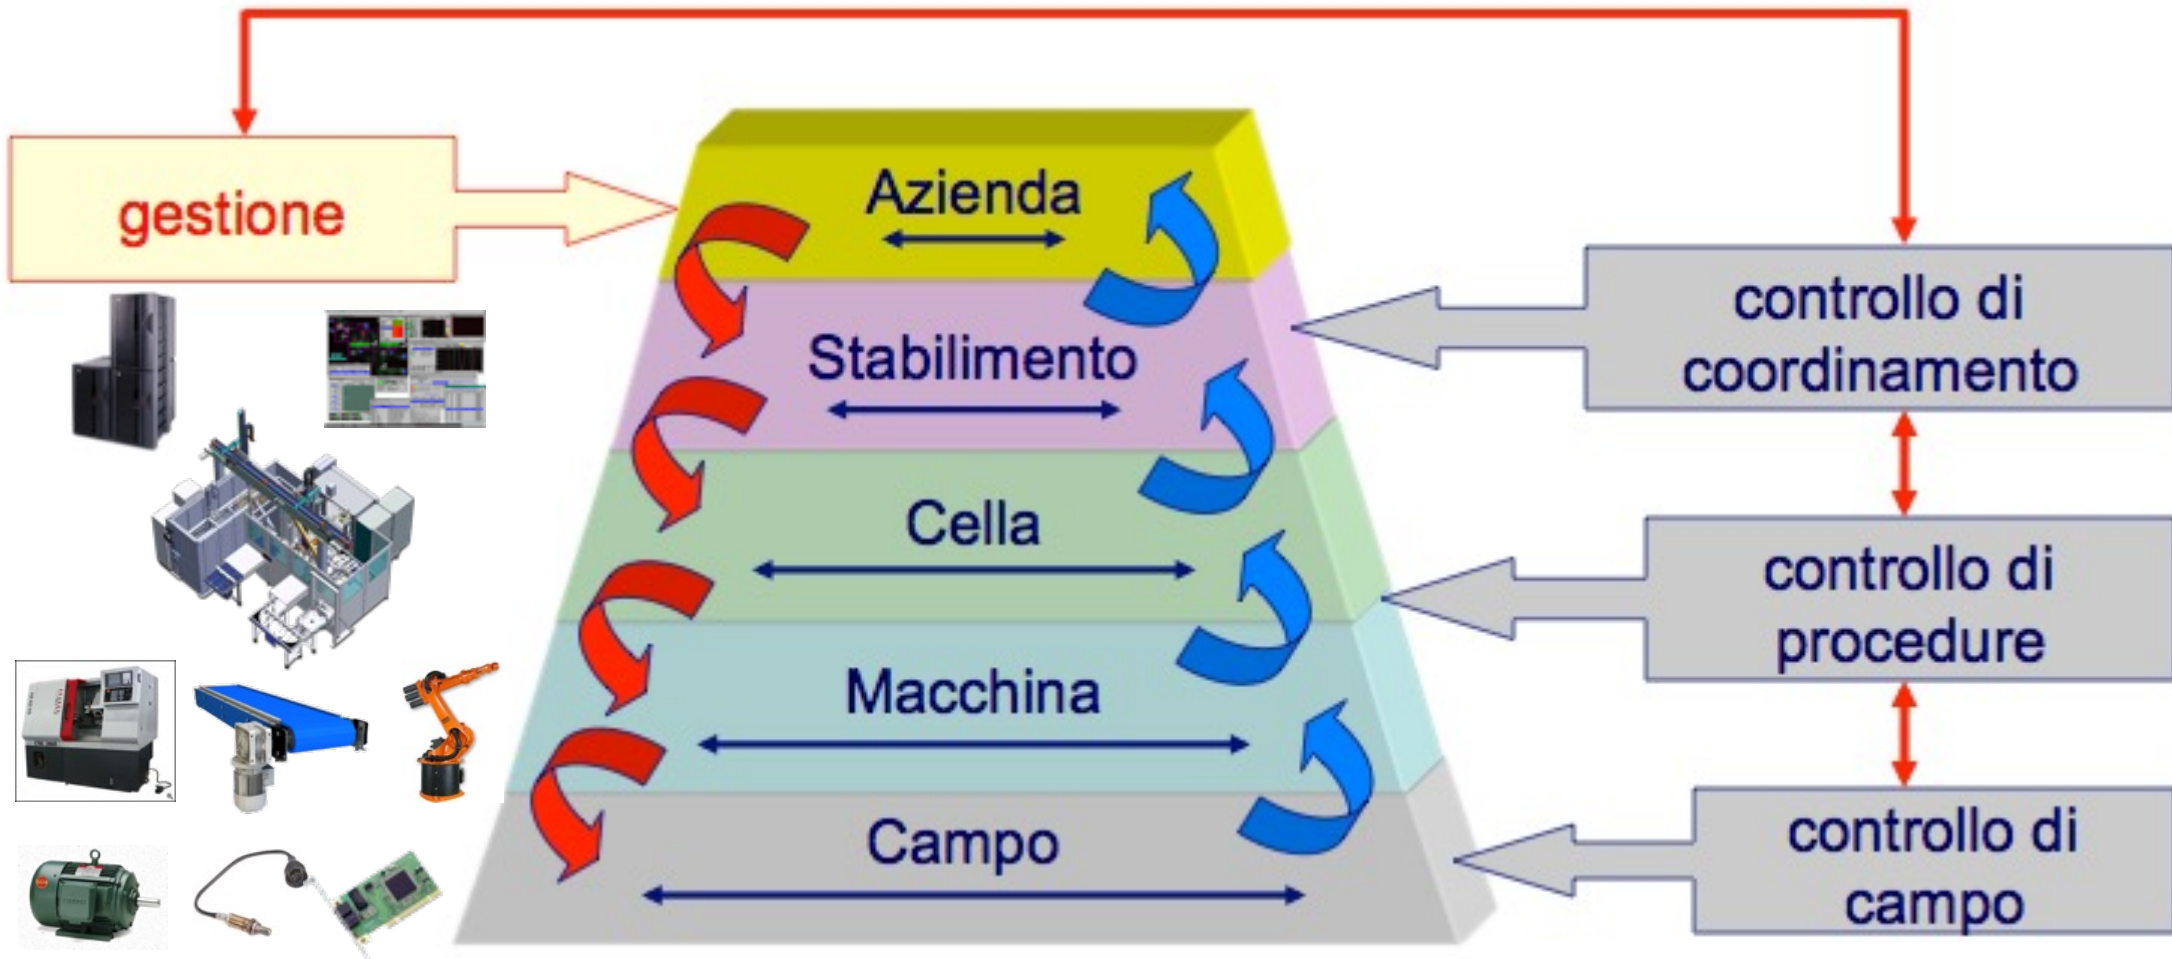 gestione
Azienda
Stabilimento
Cella
Macchina
Campo
controllo di
coordinamento
controllo di
procedure
controllo di
campo